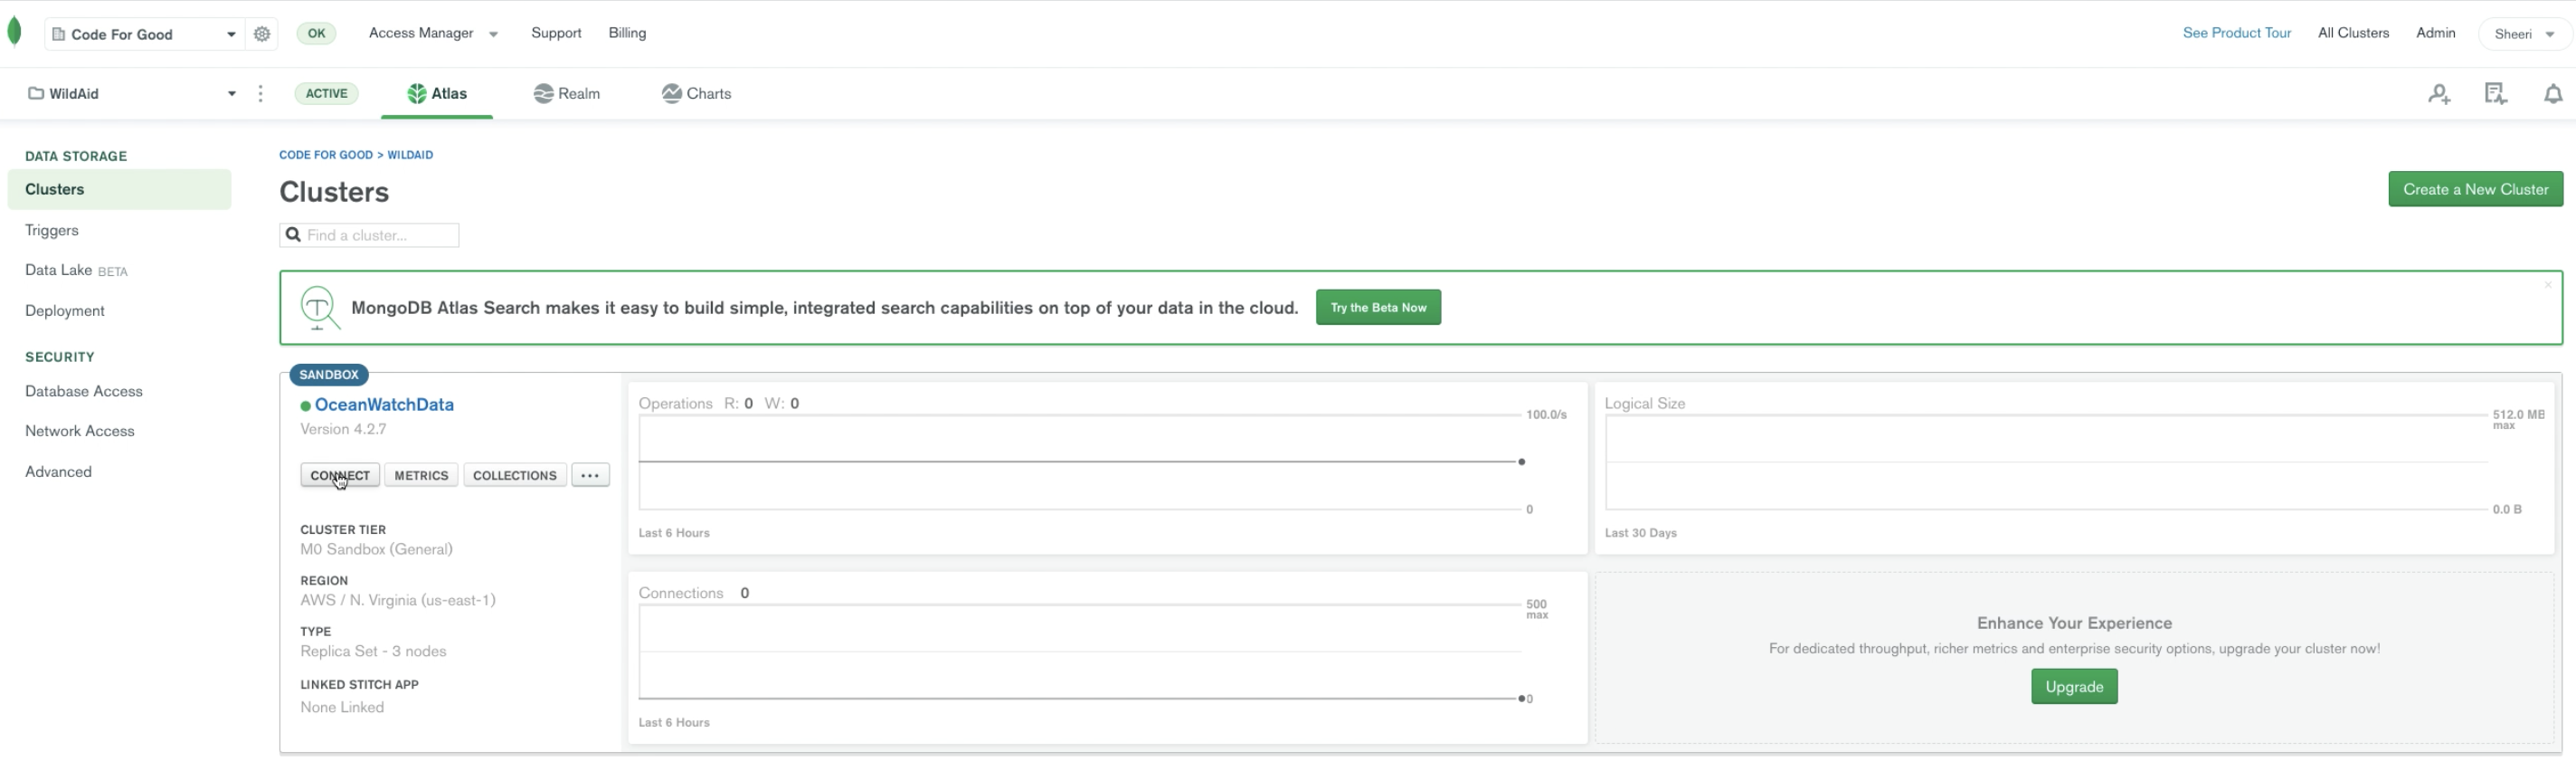 Code For Good
OK
Access Manager
Support
Billing
See Product Tour
All Clusters
Admin
Sheeri
WildAid
ACTIVE
Atlas
Realm
Charts
DATA STORAGE
Clusters
Triggers
Data Lake BETA
Deployment
SECURITY
Database Access
Network Access
Advanced
CODE FOR GOOD > WILDAID
Clusters
Create a New Cluster
Find a cluster...
MongoDB Atlas Search makes it easy to build simple, integrated search capabilities on top of your data in the cloud.
Try the Beta Now
SANDBOX
OceanWatchData
Version 4.2.7
CONNECT
METRICS
COLLECTIONS
...
CLUSTER TIER
M0 Sandbox (General)
REGION
AWS / N. Virginia (us-east-1)
TYPE
Replica Set - 3 nodes
LINKED STITCH APP
None Linked
Operations R: 0 W: 0
100.0/s
0
Last 6 Hours
Logical Size
512.0 MB
max
0.0 B
Last 30 Days
Connections 0
500
max
0
Last 6 Hours
Enhance Your Experience
For dedicated throughput, richer metrics and enterprise security options, upgrade your cluster now!
Upgrade